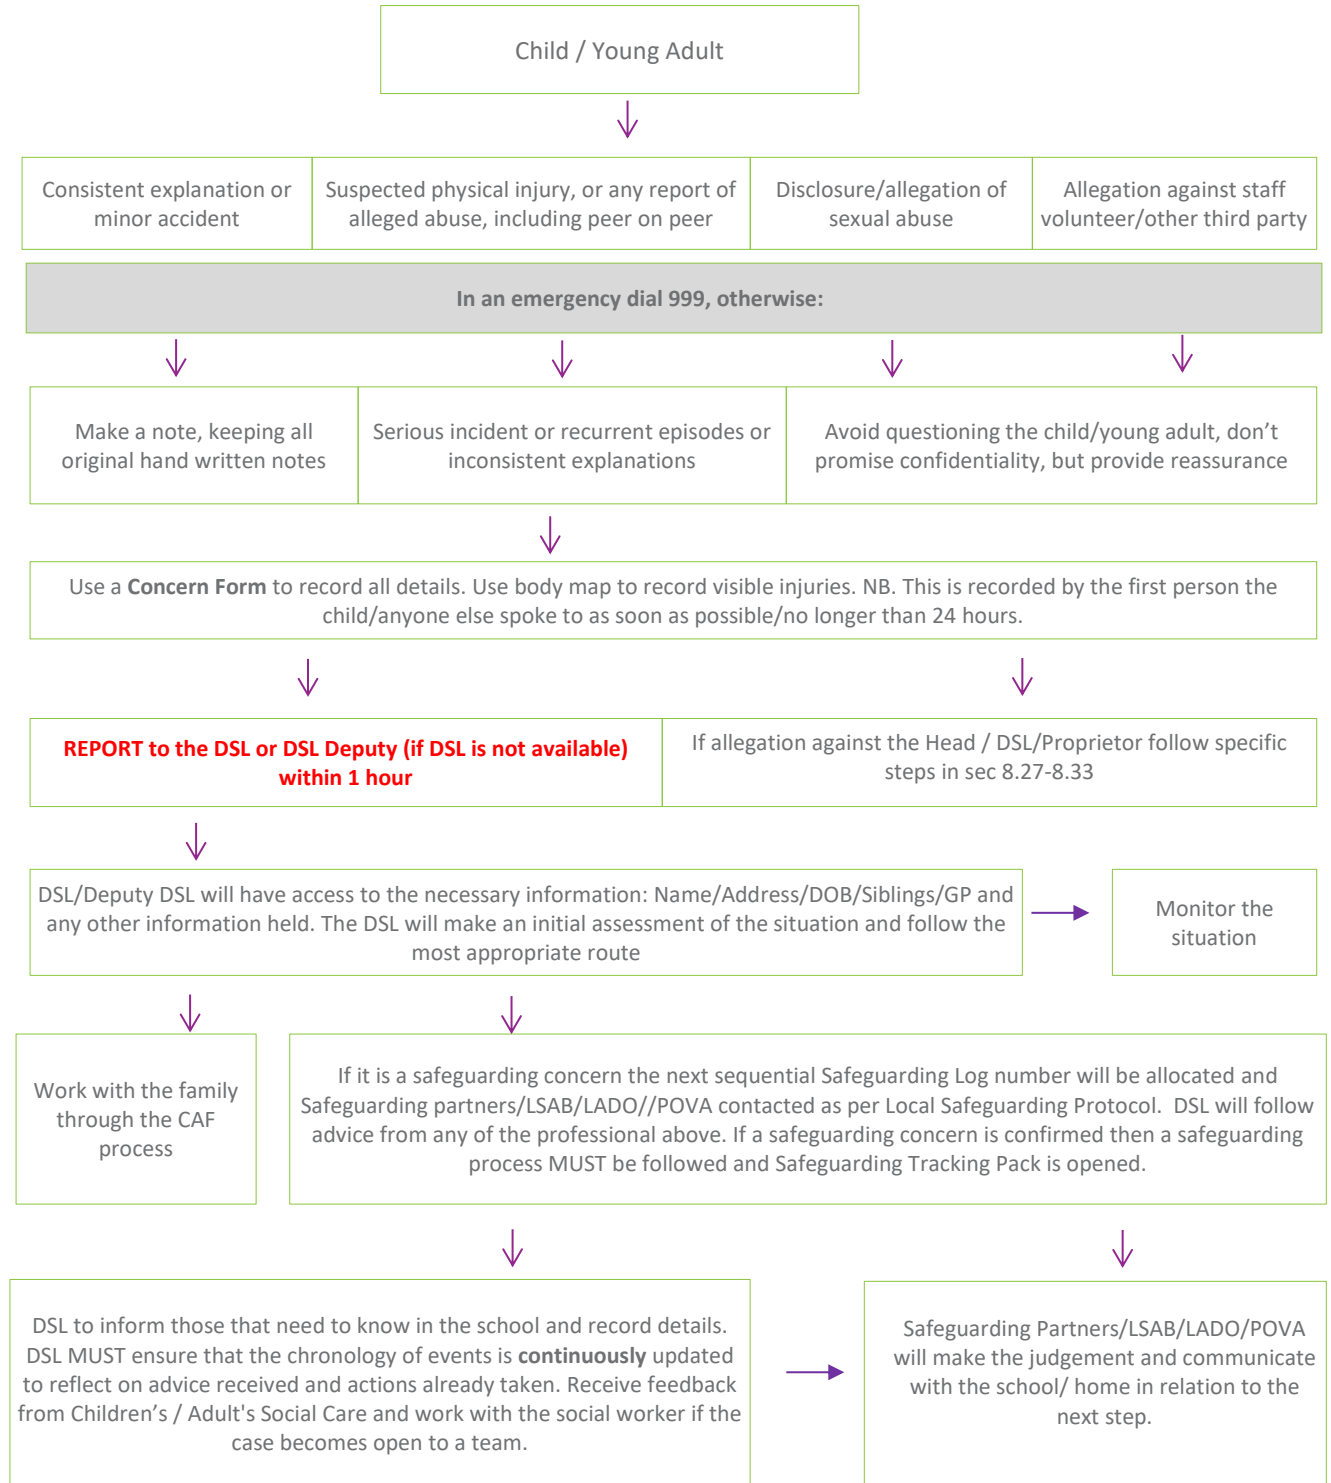 Child / Young Adult
Consistent explanation or
minor accident
Suspected physical injury, or any report of
alleged abuse, including peer on peer
Disclosure/allegation of
sexual abuse
Allegation against staff
volunteer/other third party
In an emergency dial 999, otherwise:
Make a note, keeping all
original hand written notes
Serious incident or recurrent episodes or
inconsistent explanations
Avoid questioning the child/young adult, don’t
promise confidentiality, but provide reassurance
Use a Concern Form to record all details. Use body map to record visible injuries. NB. This is recorded by the first person the
child/anyone else spoke to as soon as possible/no longer than 24 hours.
REPORT to the DSL or DSL Deputy (if DSL is not available)
within 1 hour
If allegation against the Head / DSL/Proprietor follow specific
steps in sec 8.27-8.33
DSL/Deputy DSL will have access to the necessary information: Name/Address/DOB/Siblings/GP and
any other information held. The DSL will make an initial assessment of the situation and follow the
most appropriate route
Monitor the
situation
Work with the family
through the CAF
process
If it is a safeguarding concern the next sequential Safeguarding Log number will be allocated and
Safeguarding partners/LSAB/LADO//POVA contacted as per Local Safeguarding Protocol. DSL will follow
advice from any of the professional above. If a safeguarding concern is confirmed then a safeguarding
process MUST be followed and Safeguarding Tracking Pack is opened.
DSL to inform those that need to know in the school and record details.
DSL MUST ensure that the chronology of events is continuously updated
to reflect on advice received and actions already taken. Receive feedback
from Children’s / Adult's Social Care and work with the social worker if the
case becomes open to a team.
Safeguarding Partners/LSAB/LADO/POVA
will make the judgement and communicate
with the school/ home in relation to the
next step.